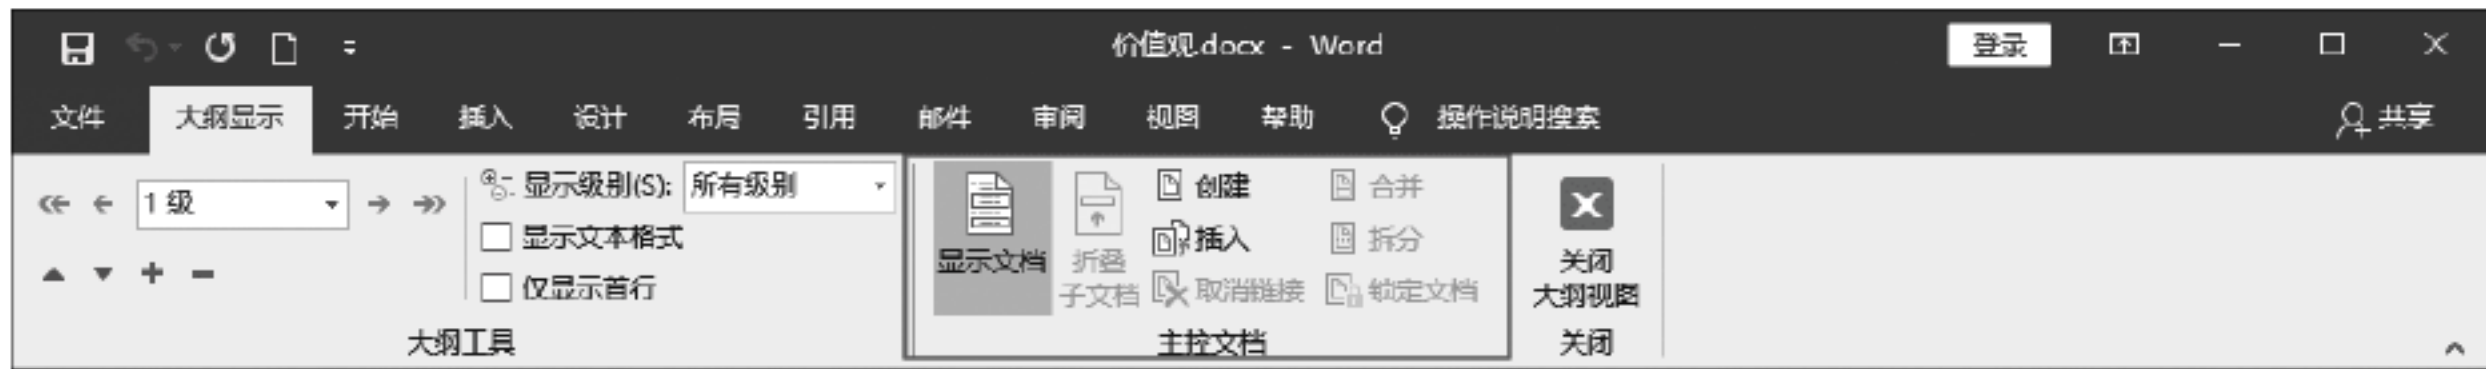 价值观.docx - Word
登录
文件 大纲显示 开始 插入 设计 布局 引用 邮件 审阅 视图 帮助 操作说明搜索 共享
1 级
显示级别(S): 所有级别
显示文本格式
仅显示首行
大纲工具
显示文档
折叠
子文档
创建
插入
取消链接
合并
拆分
锁定文档
主控文档
关闭
大纲视图
关闭